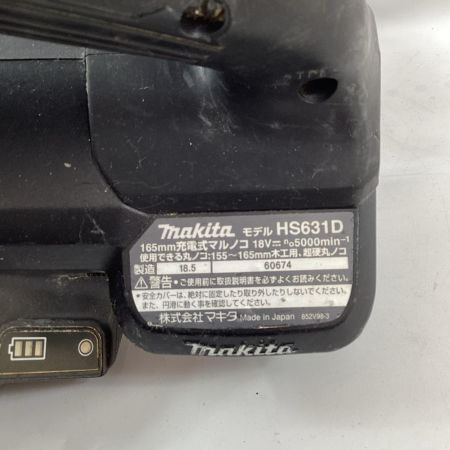 makita モデル HS631D
165mm充電式マルノコ 18V⎓ n₀5000min⁻¹
使用できる丸ノコ:155〜165mm木工用、超硬丸ノコ
製造 18.5 60674
⚠警告 ●ご使用前に取扱説明書を必ずよくお読みください。
●安全カバーは、絶対に固定したり取り外したりしないでください。
また、円滑に動く事を確認してください。
株式会社マキタ Made in Japan 852V98-3
makita